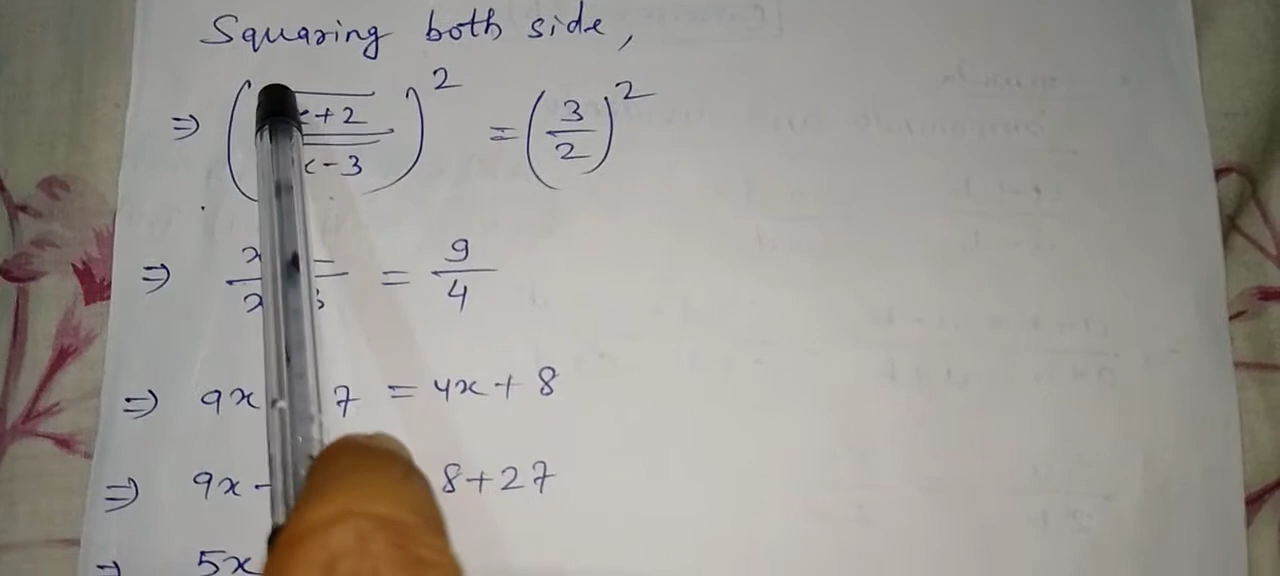 Squaring both side,
⇒ (√x+2 / √x-3)² = (3/2)²
⇒ x / x = 9/4
⇒ 9x 7 = 4x + 8
⇒ 9x - 8+27
⇒ 5x